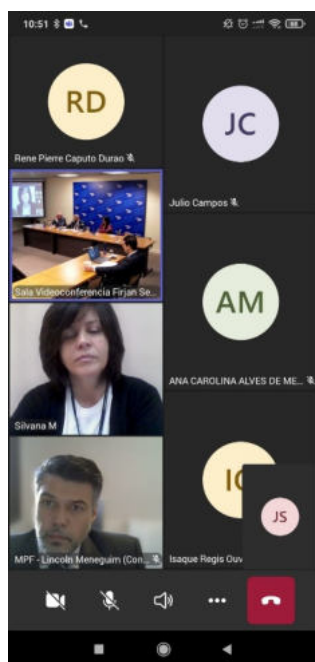 10:51
RD
Rene Pierre Caputo Durao
JC
Julio Campos
Sala Videoconferencia Firjan Se...
AM
ANA CAROLINA ALVES DE ME...
Silvana M
MPF - Lincoln Meneguim (Con...
Isaque Regis Ouv
JS